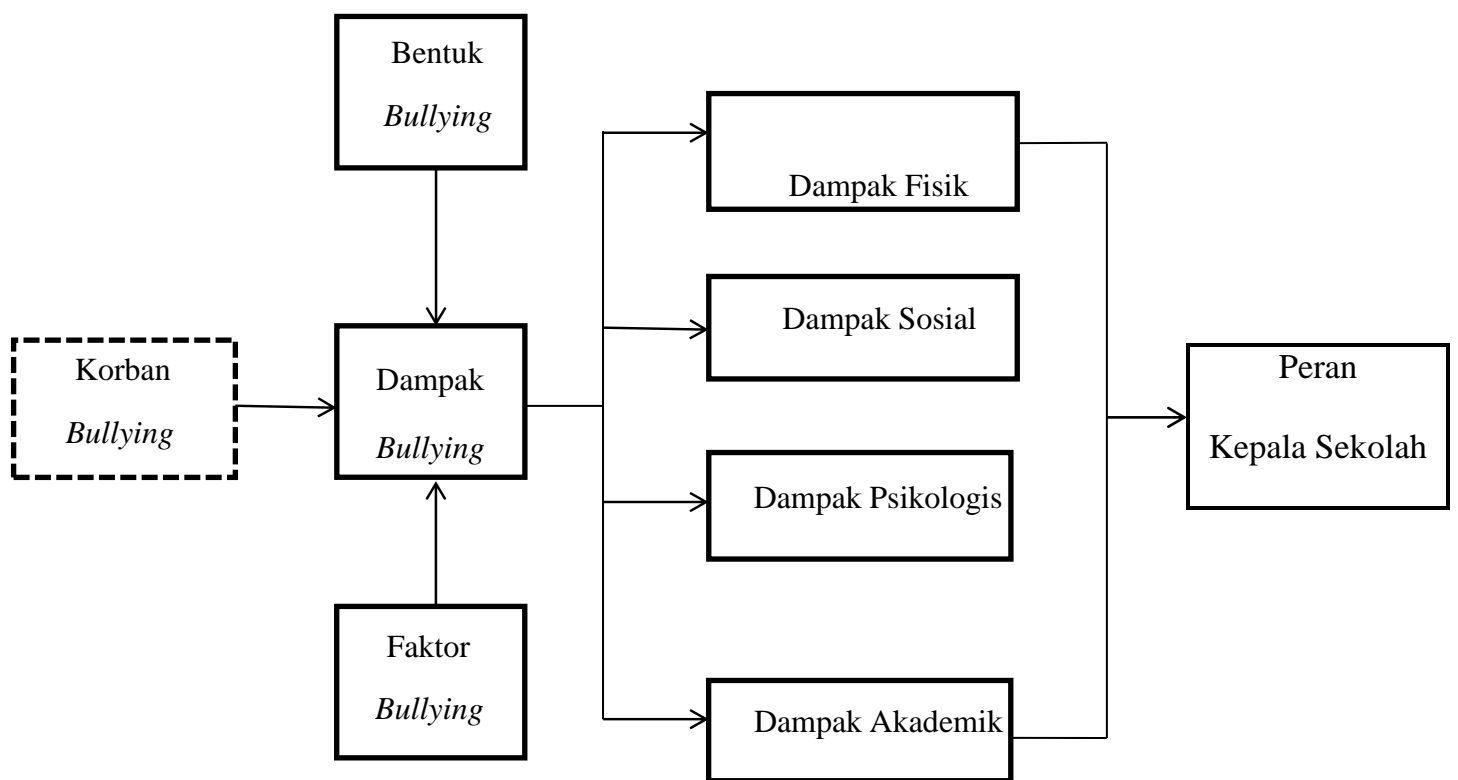 Bentuk
Bullying
Korban
Bullying
Dampak
Bullying
Faktor
Bullying
Dampak Fisik
Dampak Sosial
Dampak Psikologis
Dampak Akademik
Peran
Kepala Sekolah